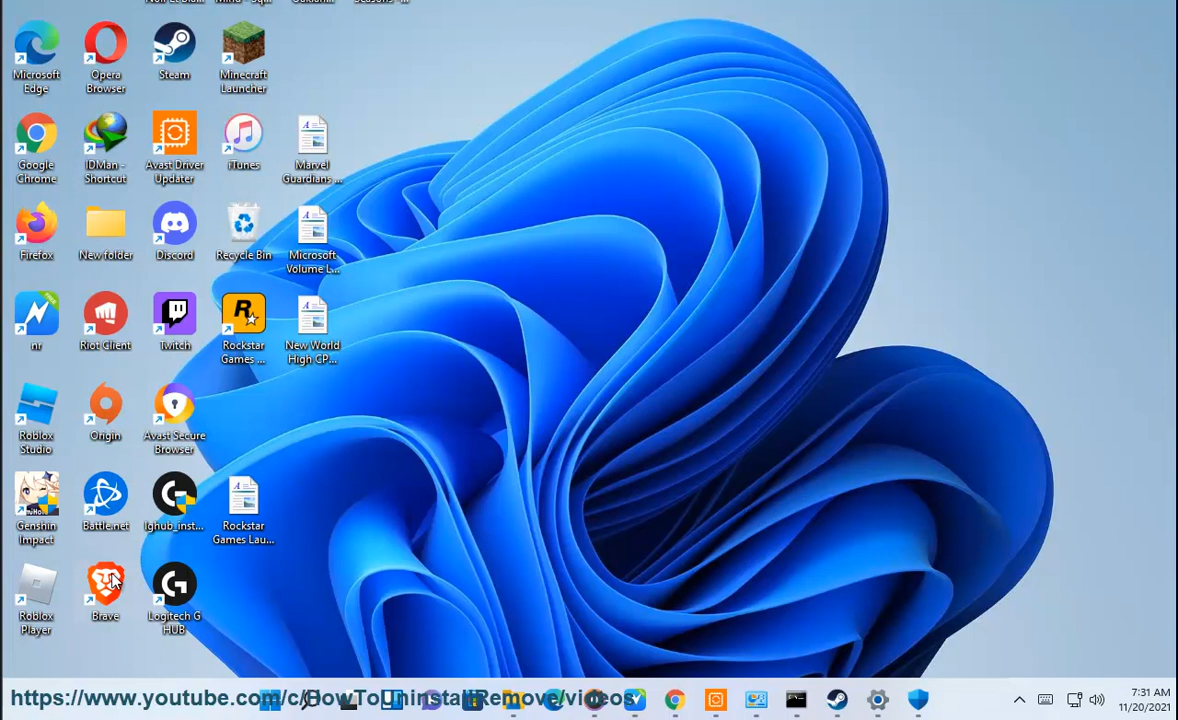 Microsoft
Edge
Opera
Browser
Steam
Minecraft
Launcher
Google
Chrome
IDMan -
Shortcut
Avast Driver
Updater
iTunes
Marvel
Guardians ...
Firefox
New folder
Discord
Recycle Bin
Microsoft
Volume L...
nr
Riot Client
Twitch
Rockstar
Games ...
New World
High CP...
Roblox
Studio
Origin
Avast Secure
Browser
Genshin
Impact
Battle.net
lghub_inst...
Rockstar
Games Lau...
Roblox
Player
Brave
Logitech G
HUB
https://www.youtube.com/c/HowToUninstallRemove/videos
7:31 AM
11/20/2021